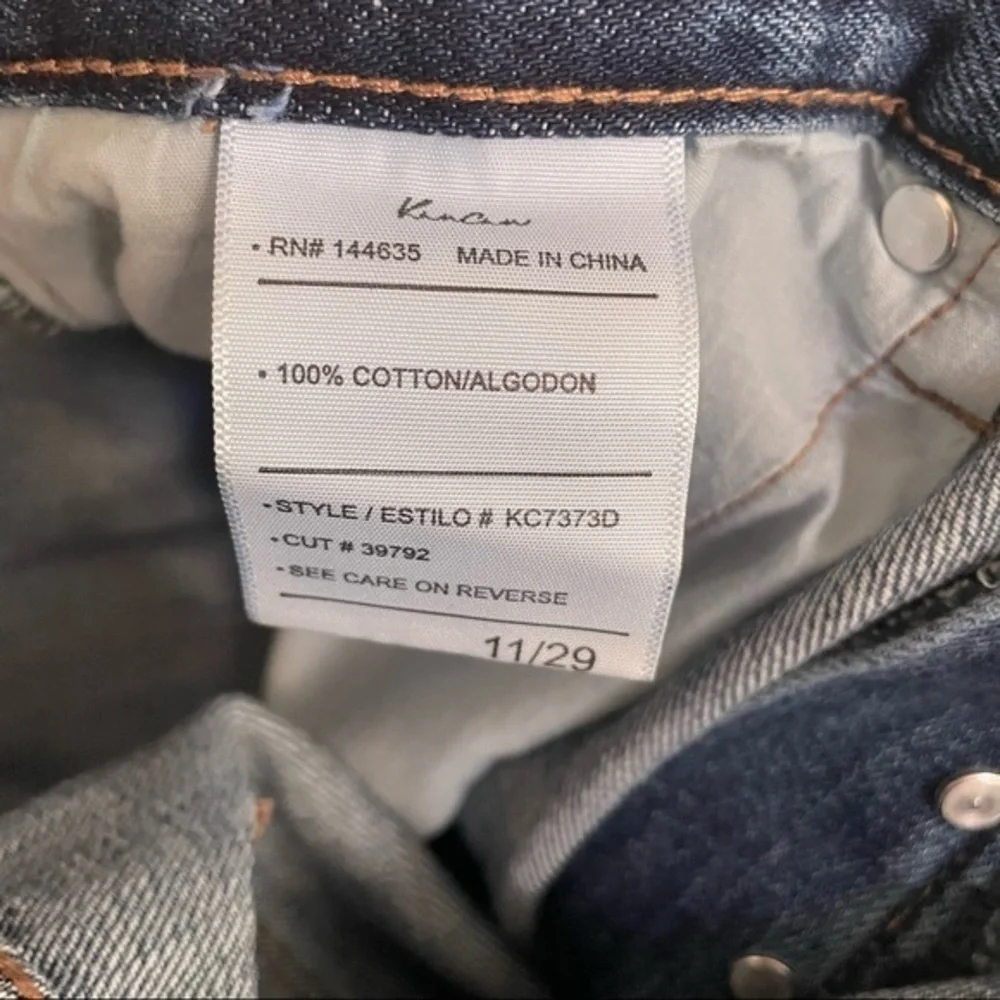 KanCan
• RN# 144635 MADE IN CHINA
• 100% COTTON/ALGODON
• STYLE / ESTILO # KC7373D
• CUT # 39792
• SEE CARE ON REVERSE
11/29